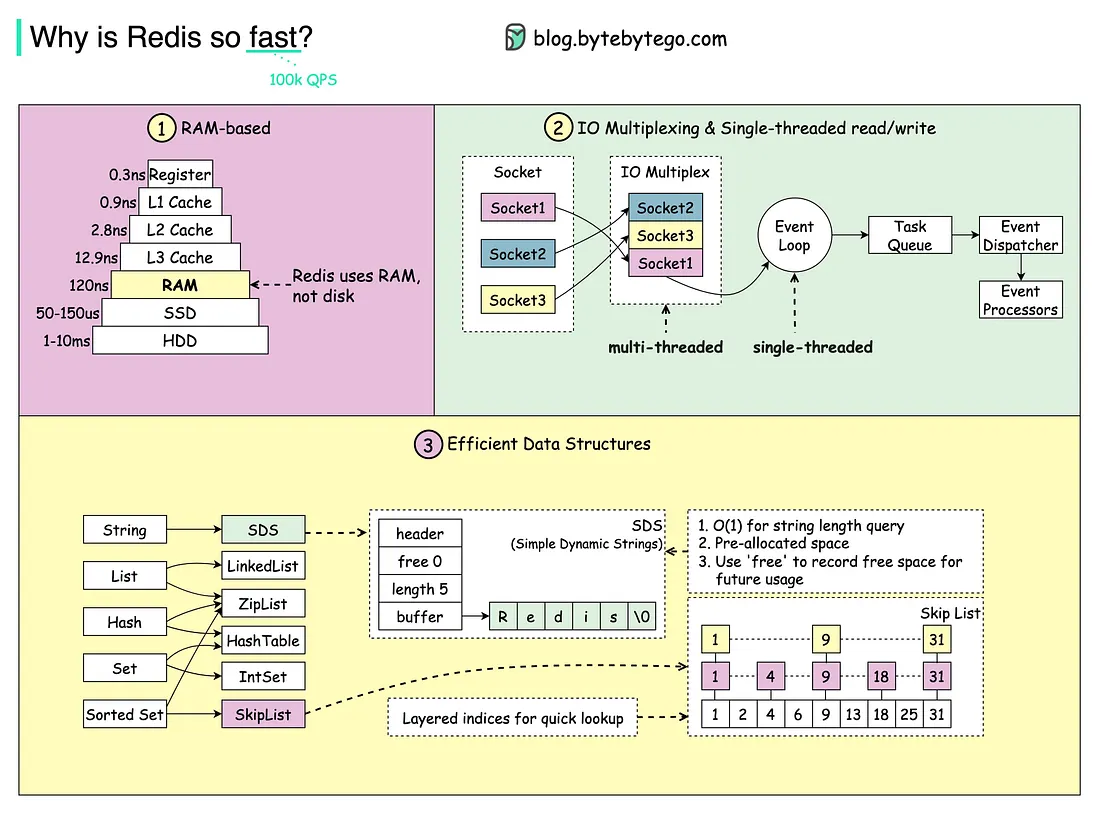 Why is Redis so fast?
100k QPS
blog.bytebytego.com
1 RAM-based
0.3ns Register
0.9ns L1 Cache
2.8ns L2 Cache
12.9ns L3 Cache
120ns RAM
50-150us SSD
1-10ms HDD
Redis uses RAM,
not disk
2 IO Multiplexing & Single-threaded read/write
Socket
Socket1
Socket2
Socket3
IO Multiplex
Socket2
Socket3
Socket1
multi-threaded
Event
Loop
single-threaded
Task
Queue
Event
Dispatcher
Event
Processors
3 Efficient Data Structures
String
List
Hash
Set
Sorted Set
SDS
LinkedList
ZipList
HashTable
IntSet
SkipList
header
free 0
length 5
buffer
SDS
(Simple Dynamic Strings)
R e d i s \0
1. O(1) for string length query
2. Pre-allocated space
3. Use 'free' to record free space for
future usage
Layered indices for quick lookup
Skip List
1 9 31
1 4 9 18 31
1 2 4 6 9 13 18 25 31